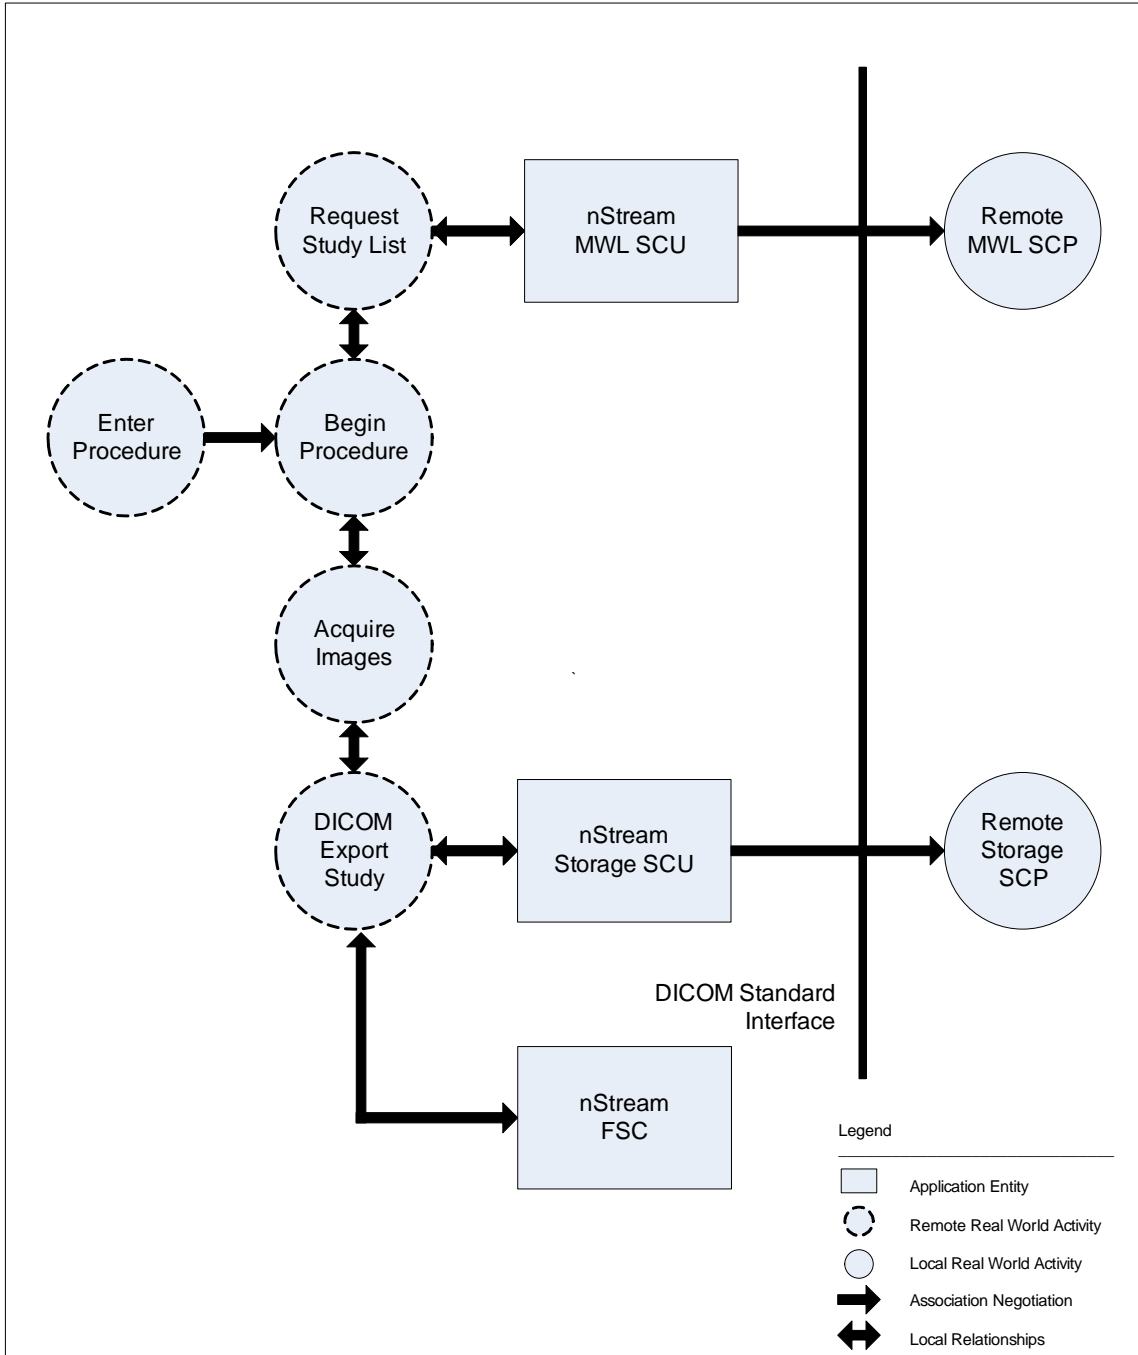 Request
Study List
nStream
MWL SCU
Remote
MWL SCP
Enter
Procedure
Begin
Procedure
Acquire
Images
`
DICOM
Export
Study
nStream
Storage SCU
Remote
Storage
SCP
DICOM Standard
Interface
nStream
FSC
Legend
Application Entity
Remote Real World Activity
Local Real World Activity
Association Negotiation
Local Relationships